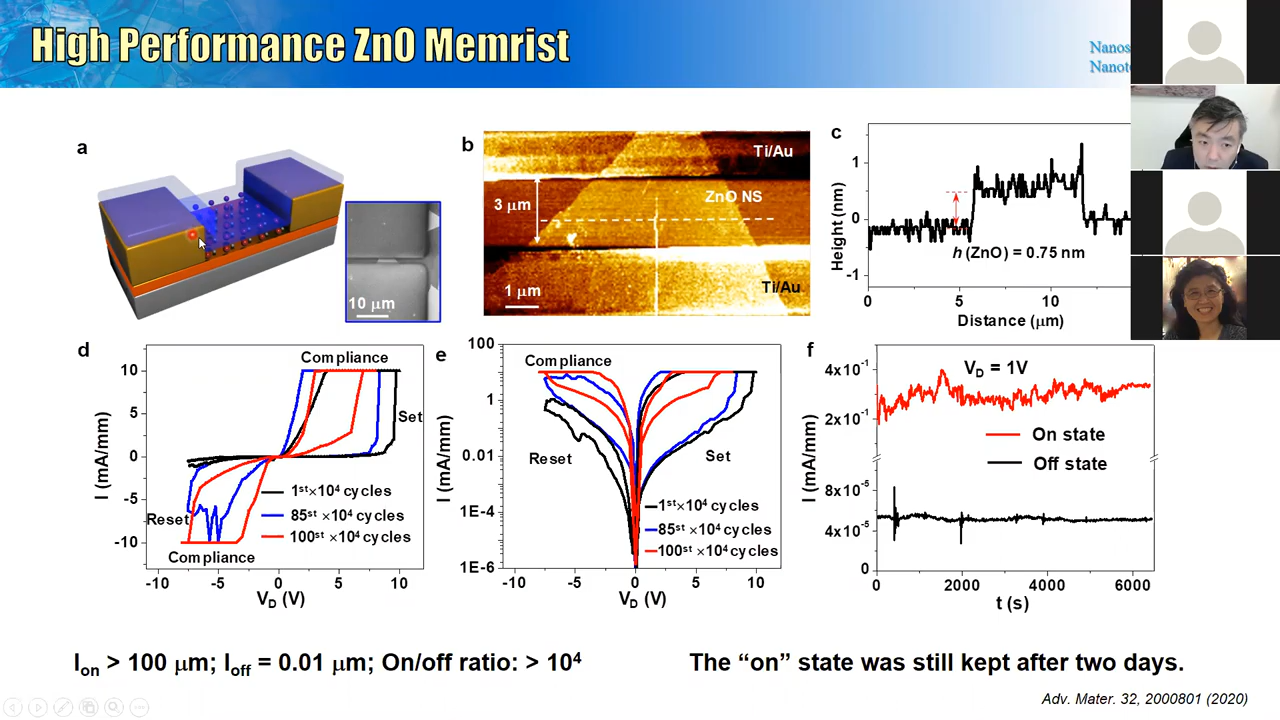 High Performance ZnO Memrist
a
10 μm
b
Ti/Au
3 μm
ZnO NS
1 μm
Ti/Au
c
Height (nm)
1
0
-1
h (ZnO) = 0.75 nm
0 5 10
Distance (μm)
d
I (mA/mm)
10
5
0
-5
-10
Compliance
Set
Reset
Compliance
1st×10⁴ cycles
85st ×10⁴ cycles
100st ×10⁴ cycles
-10 -5 0 5 10
V_D (V)
e
I (mA/mm)
100
1
0.01
1E-4
1E-6
Compliance
Reset
Set
1st×10⁴ cycles
85st ×10⁴ cycles
100st ×10⁴ cycles
-10 -5 0 5 10
V_D (V)
f
I (mA/mm)
4x10⁻¹
2x10⁻¹
8x10⁻⁵
4x10⁻⁵
0
V_D = 1V
On state
Off state
0 2000 4000 6000
t (s)
I_on > 100 μm; I_off = 0.01 μm; On/off ratio: > 10⁴
The “on” state was still kept after two days.
Adv. Mater. 32, 2000801 (2020)